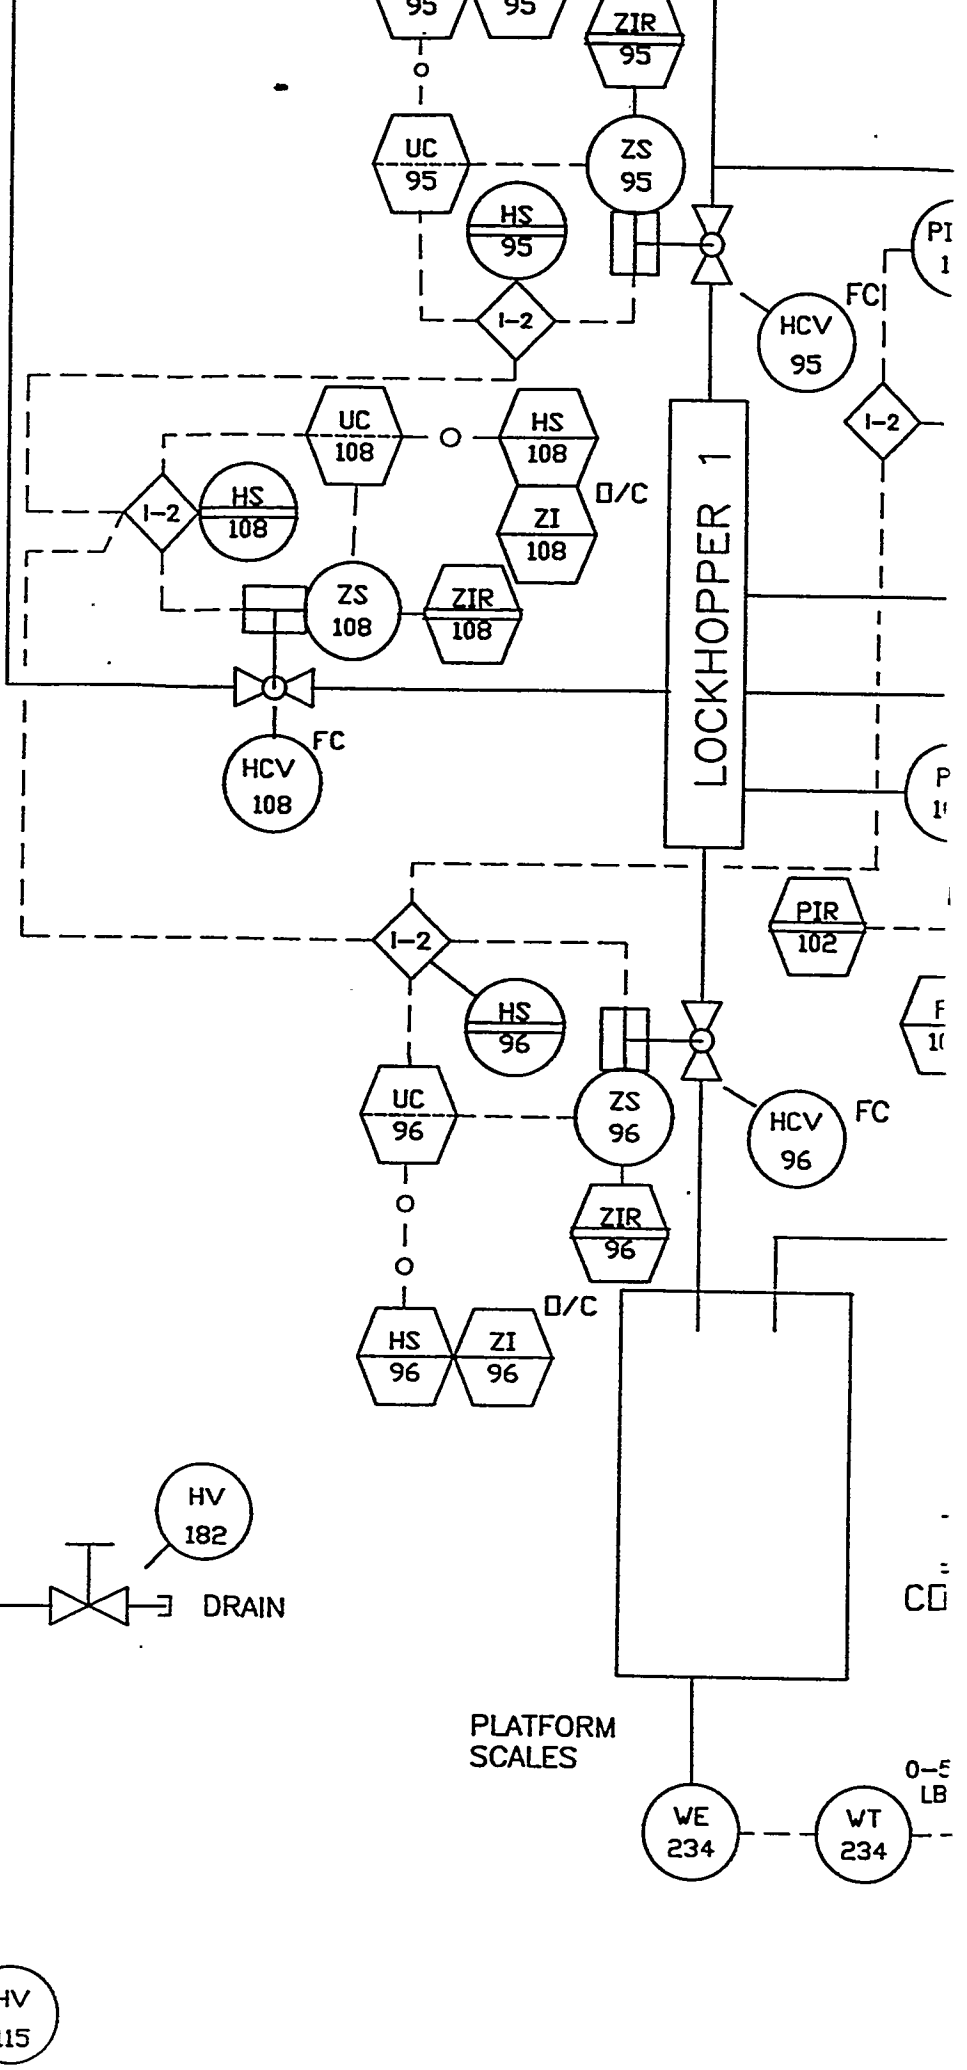 95
95
ZIR
95
UC
95
ZS
95
HS
95
PI
1
I-2
FC
HCV
95
UC
108
HS
108
I-2
O/C
LOCKHOPPER 1
I-2
HS
108
ZI
108
ZS
108
ZIR
108
FC
HCV
108
P
PIR
102
I-2
HS
96
UC
96
ZS
96
HCV
96
FC
ZIR
96
O/C
HS
96
ZI
96
HV
182
DRAIN
PLATFORM
SCALES
LB
WE
234
WT
234
HV
115